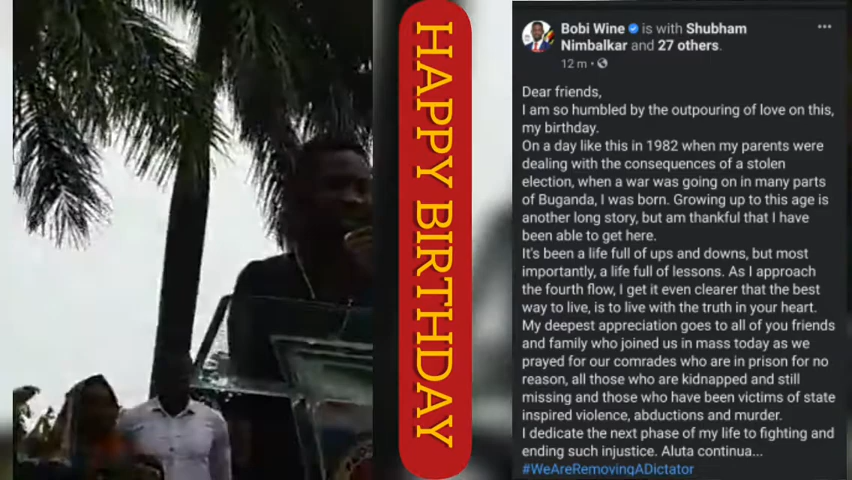 HAPPY BIRTHDAY
Bobi Wine is with Shubham
Nimbalkar and 27 others.
12 m •
Dear friends,
I am so humbled by the outpouring of love on this,
my birthday.
On a day like this in 1982 when my parents were
dealing with the consequences of a stolen
election, when a war was going on in many parts
of Buganda, I was born. Growing up to this age is
another long story, but am thankful that I have
been able to get here.
It's been a life full of ups and downs, but most
importantly, a life full of lessons. As I approach
the fourth flow, I get it even clearer that the best
way to live, is to live with the truth in your heart.
My deepest appreciation goes to all of you friends
and family who joined us in mass today as we
prayed for our comrades who are in prison for no
reason, all those who are kidnapped and still
missing and those who have been victims of state
inspired violence, abductions and murder.
I dedicate the next phase of my life to fighting and
ending such injustice. Aluta continua...
#WeAreRemovingADictator